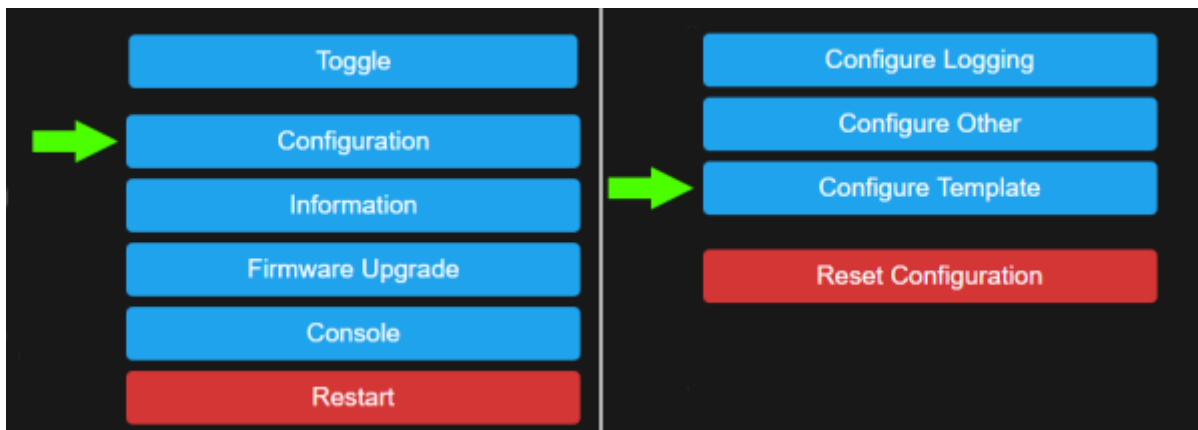 Toggle
Configuration
Information
Firmware Upgrade
Console
Restart
Configure Logging
Configure Other
Configure Template
Reset Configuration